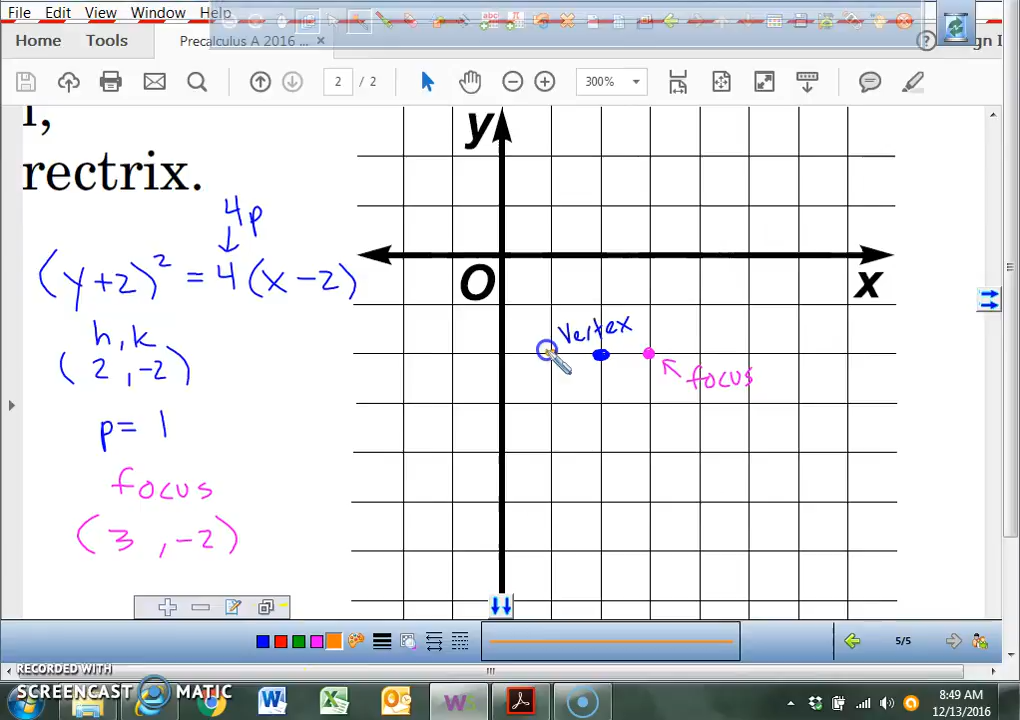 File Edit View Window Help
Home Tools Precalculus A 2016 ... × ? gn I
2 / 2 300%
rectrix.
4p
(y+2)² = 4(x-2)
h, k
(2, -2)
p = 1
focus
(3, -2)
y
O
x
Vertex
focus
5/5
RECORDED WITH
SCREENCAST MATIC
8:49 AM
12/13/2016